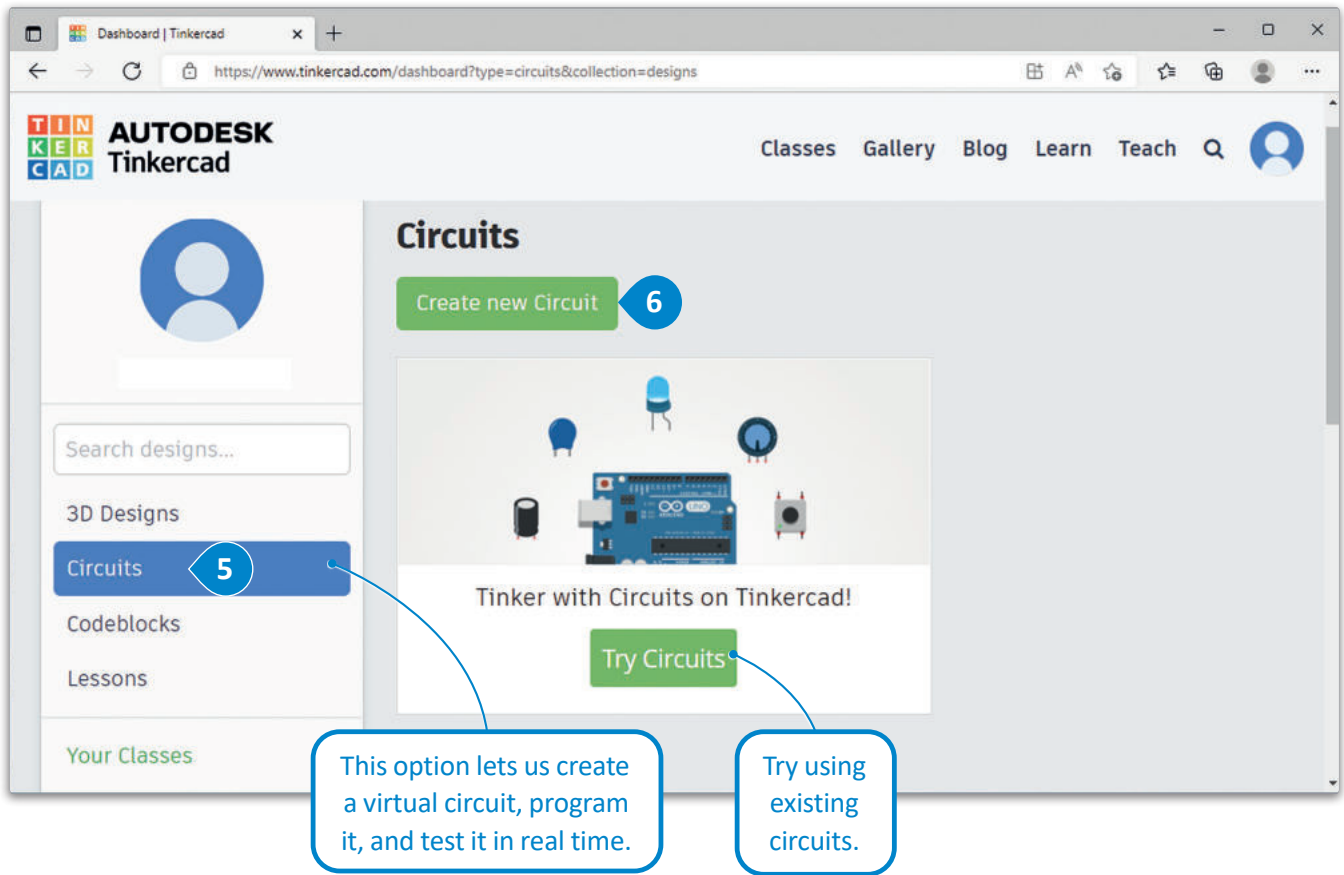 Dashboard | Tinkercad
https://www.tinkercad.com/dashboard?type=circuits&collection=designs
TIN
KER
CAD
AUTODESK
Tinkercad
Classes Gallery Blog Learn Teach
Circuits
Create new Circuit 6
Search designs...
3D Designs
Circuits 5
Codeblocks
Lessons
Your Classes
UNO
Tinker with Circuits on Tinkercad!
Try Circuits
This option lets us create
a virtual circuit, program
it, and test it in real time.
Try using
existing
circuits.